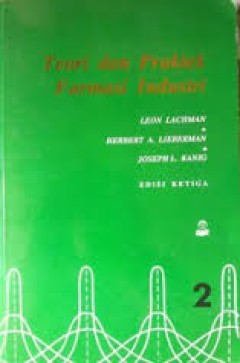 Teori dan Praktek
Farmasi Industri
LEON LACHMAN
HERBERT A. LIEBERMAN
JOSEPH L. KANIG
EDISI KETIGA
2